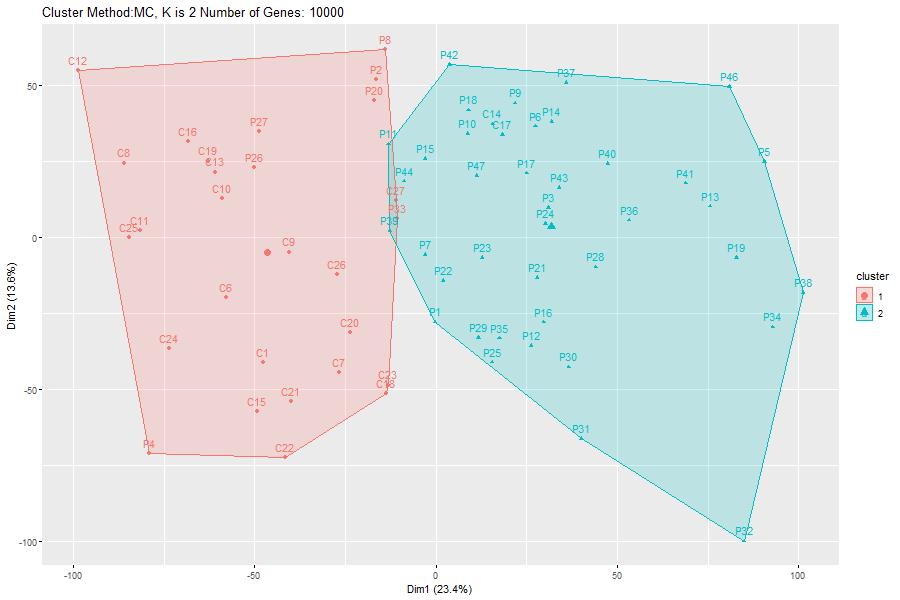 Cluster Method:MC, K is 2 Number of Genes: 10000
P8
P42
C12
P2
P37
P46
50
P20
P9
P18
C14
P14
P27
P6
P10
C17
C16
P11
C19
P15
P40
P5
C8
C13
P26
P17
P47
P44
P43
P41
C10
C27
P3
P13
P33
P24
C11
P39
P36
C25
0
C9
P7
P23
P19
cluster
C26
P28
P22
P21
P38
1
C6
2
P1
P16
P34
C20
P29
P35
C24
P12
C1
P25
C7
P30
C23
-50
C18
C21
C15
P31
P4
C22
P32
-100
-100
-50
0
50
100
Dim1 (23.4%)
Dim2 (13.6%)